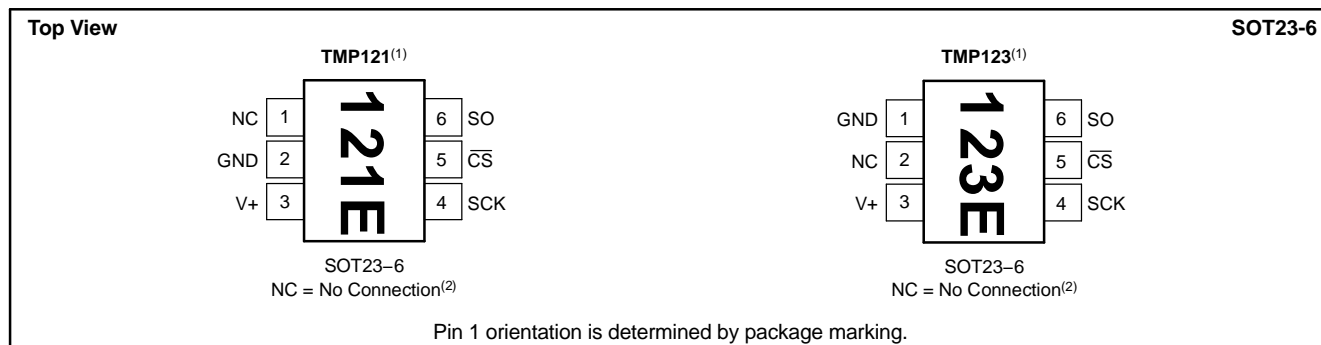 Top View SOT23-6
TMP121(1) TMP123(1)
NC 1 121E 6 SO
GND 2 5 C̅S̅
V+ 3 4 SCK
SOT23–6
NC = No Connection(2)
GND 1 123E 6 SO
NC 2 5 C̅S̅
V+ 3 4 SCK
SOT23–6
NC = No Connection(2)
Pin 1 orientation is determined by package marking.